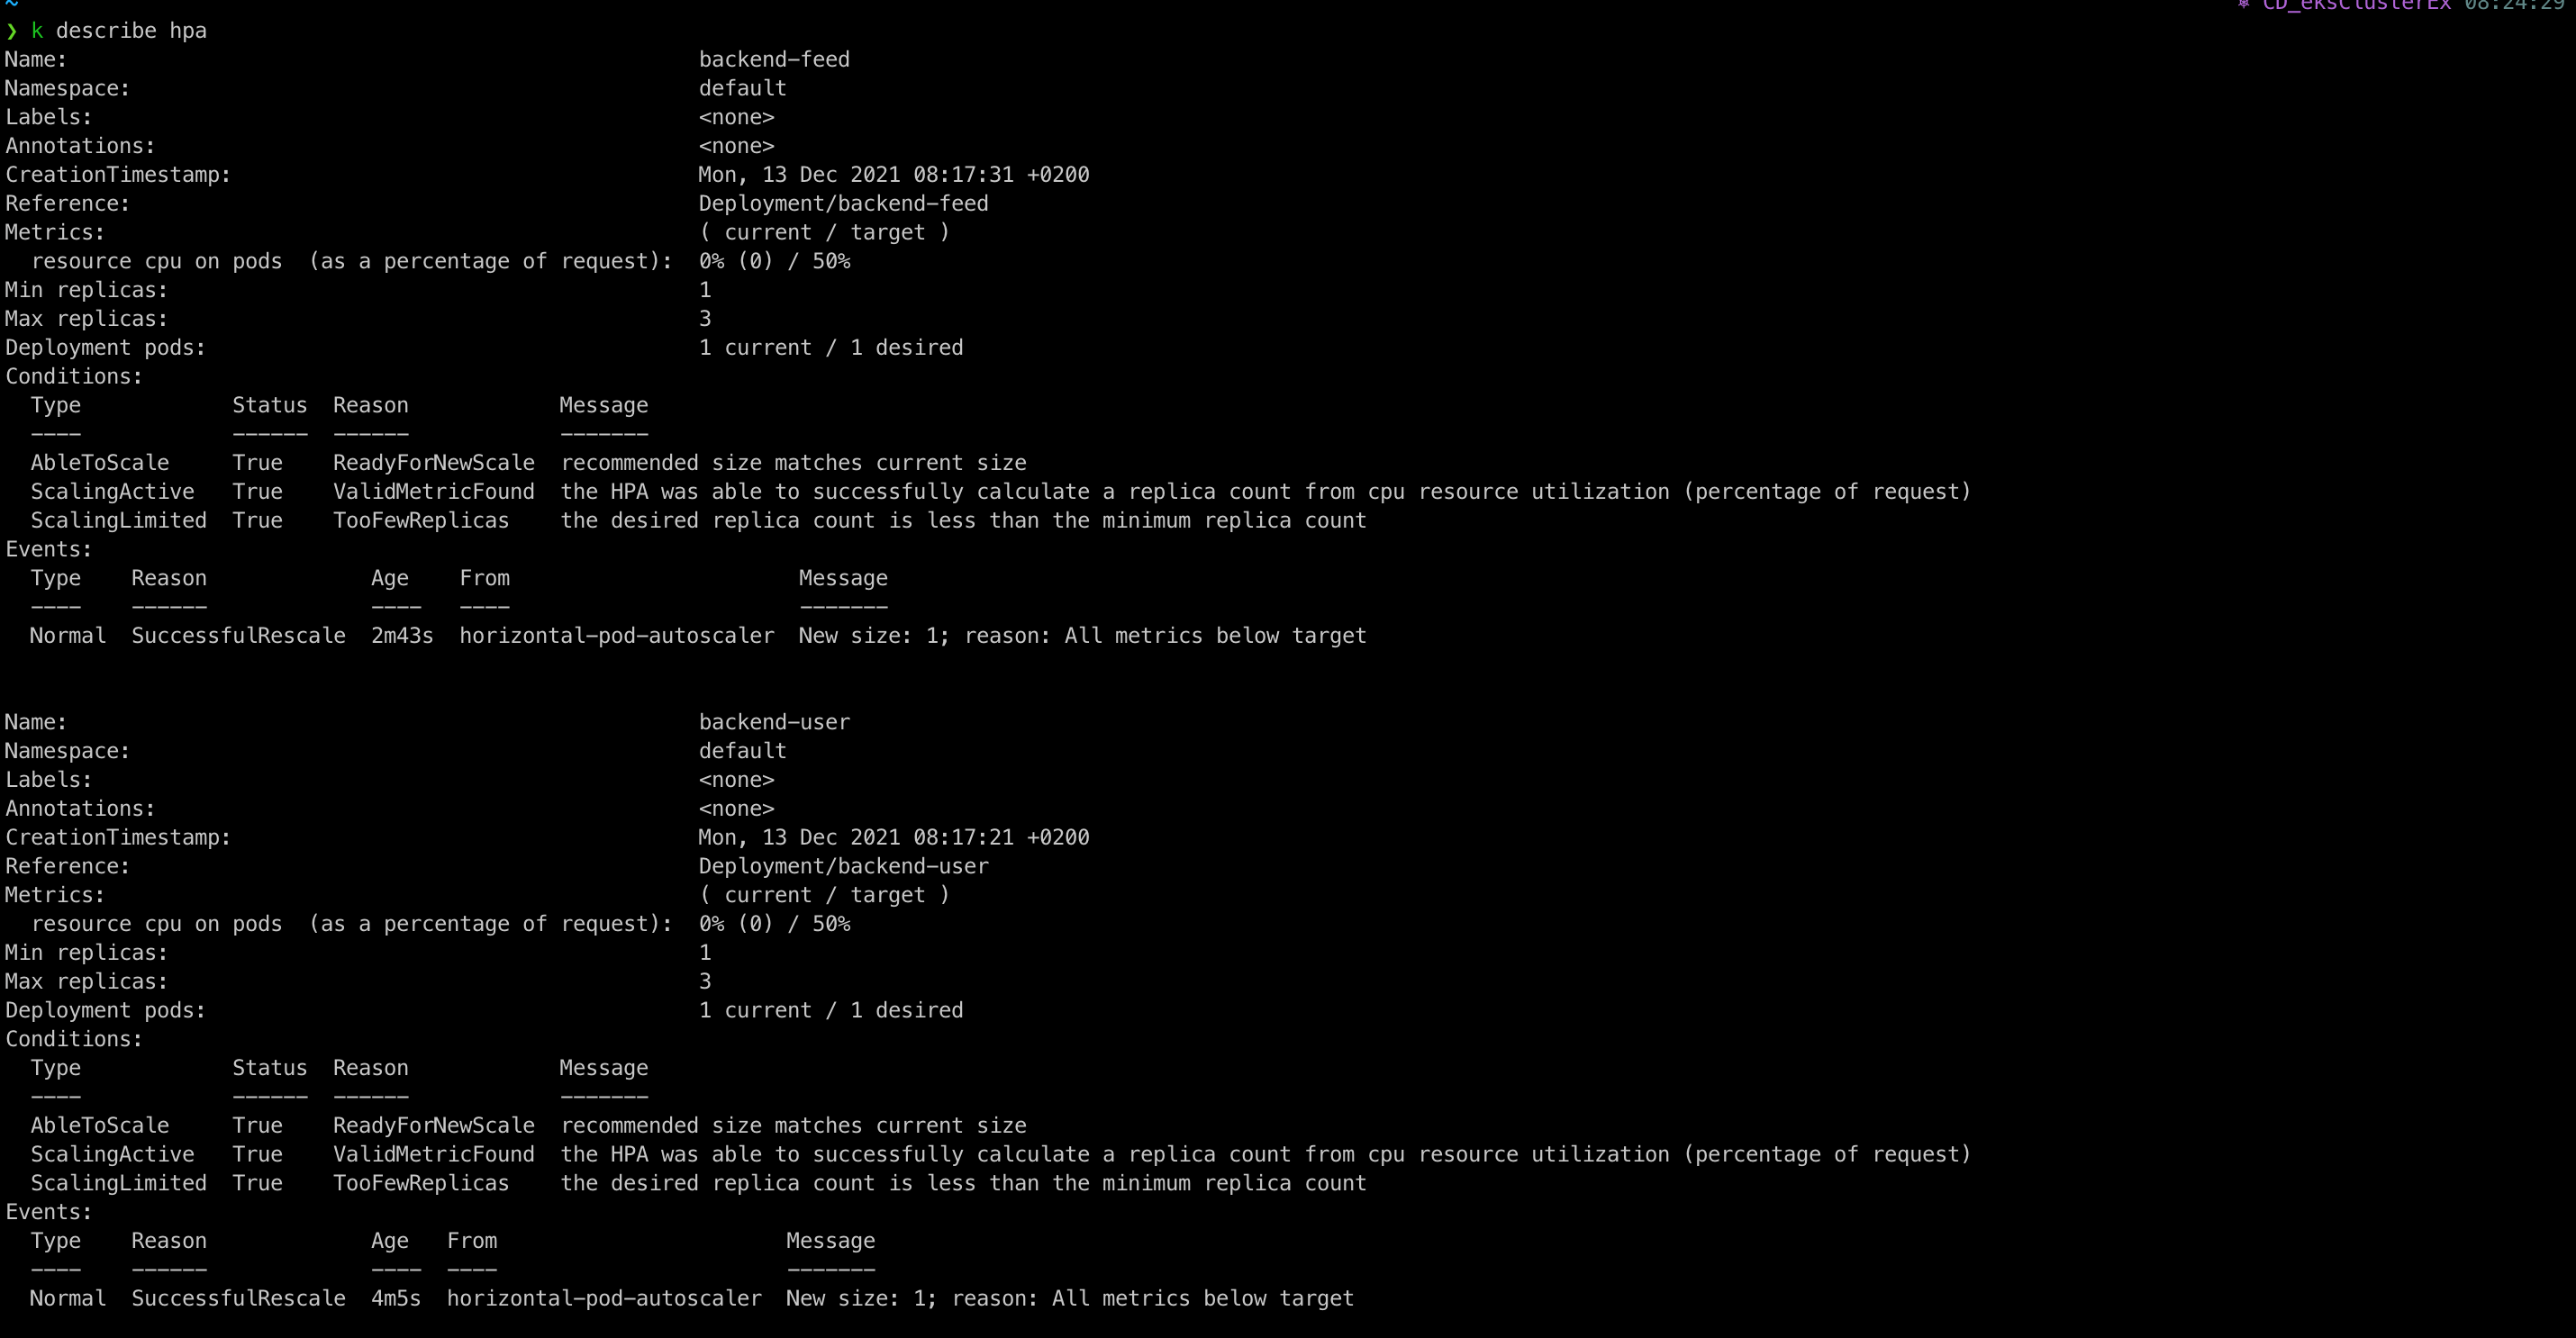 ~ CD_eksClusterEx 08:24:29
❯ k describe hpa
Name: backend-feed
Namespace: default
Labels: <none>
Annotations: <none>
CreationTimestamp: Mon, 13 Dec 2021 08:17:31 +0200
Reference: Deployment/backend-feed
Metrics: ( current / target )
resource cpu on pods (as a percentage of request): 0% (0) / 50%
Min replicas: 1
Max replicas: 3
Deployment pods: 1 current / 1 desired
Conditions:
Type Status Reason Message
---- ------ ------ -------
AbleToScale True ReadyForNewScale recommended size matches current size
ScalingActive True ValidMetricFound the HPA was able to successfully calculate a replica count from cpu resource utilization (percentage of request)
ScalingLimited True TooFewReplicas the desired replica count is less than the minimum replica count
Events:
Type Reason Age From Message
---- ------ ---- ---- -------
Normal SuccessfulRescale 2m43s horizontal-pod-autoscaler New size: 1; reason: All metrics below target
Name: backend-user
Namespace: default
Labels: <none>
Annotations: <none>
CreationTimestamp: Mon, 13 Dec 2021 08:17:21 +0200
Reference: Deployment/backend-user
Metrics: ( current / target )
resource cpu on pods (as a percentage of request): 0% (0) / 50%
Min replicas: 1
Max replicas: 3
Deployment pods: 1 current / 1 desired
Conditions:
Type Status Reason Message
---- ------ ------ -------
AbleToScale True ReadyForNewScale recommended size matches current size
ScalingActive True ValidMetricFound the HPA was able to successfully calculate a replica count from cpu resource utilization (percentage of request)
ScalingLimited True TooFewReplicas the desired replica count is less than the minimum replica count
Events:
Type Reason Age From Message
---- ------ ---- ---- -------
Normal SuccessfulRescale 4m5s horizontal-pod-autoscaler New size: 1; reason: All metrics below target